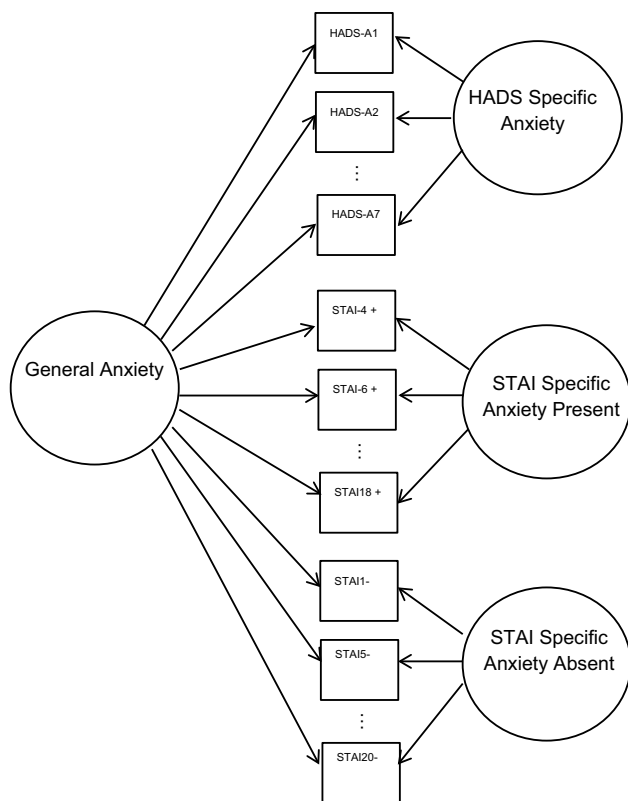 HADS-A1
HADS Specific
Anxiety
HADS-A2
...
HADS-A7
General Anxiety
STAI-4 +
STAI-6 +
...
STAI18 +
STAI Specific
Anxiety Present
STAI1-
STAI5-
...
STAI20-
STAI Specific
Anxiety Absent